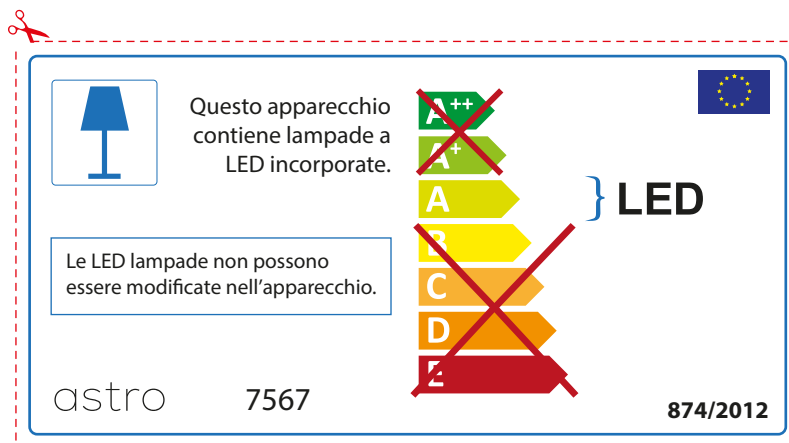 Questo apparecchio
contiene lampade a
LED incorporate.
Le LED lampade non possono
essere modificate nell'apparecchio.
A++
A+
A
B
C
D
E
LED
astro
7567
874/2012